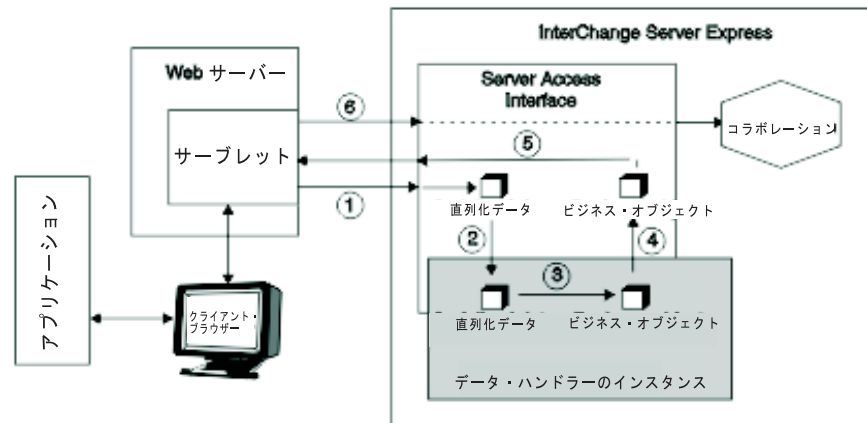 InterChange Server Express
Web サーバー
Server Access
Interface
⑥
サーブレット
コラボレーション
⑤
①
直列化データ
ビジネス・オブジェクト
アプリケーション
②
④
③
クライアント・
ブラウザー
直列化データ
ビジネス・オブジェクト
データ・ハンドラーのインスタンス